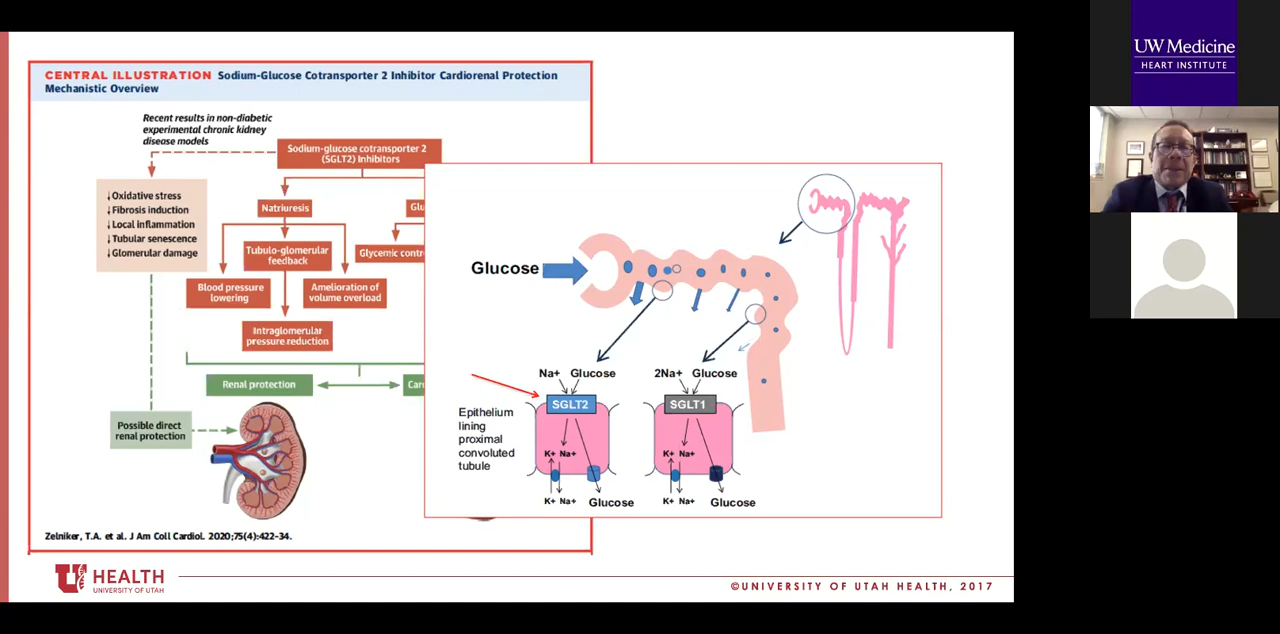 CENTRAL ILLUSTRATION Sodium-Glucose Cotransporter 2 Inhibitor Cardiorenal Protection
Mechanistic Overview
Recent results in non-diabetic
experimental chronic kidney
disease models
Sodium-glucose cotransporter 2
(SGLT2) Inhibitors
↓Oxidative stress
↓Fibrosis induction
↓Local inflammation
↓Tubular senescence
↓Glomerular damage
Natriuresis
Tubulo-glomerular
feedback
Blood pressure
lowering
Amelioration of
volume overload
Intraglomerular
pressure reduction
Renal protection
Possible direct
renal protection
Zelniker, T.A. et al. J Am Coll Cardiol. 2020;75(4):422-34.
Glucose
Na+ Glucose
SGLT2
K+ Na+
K+ Na+
Glucose
2Na+ Glucose
SGLT1
K+ Na+
K+ Na+
Glucose
Epithelium
lining
proximal
convoluted
tubule
U HEALTH
UNIVERSITY OF UTAH
©UNIVERSITY OF UTAH HEALTH, 2017
UW Medicine
HEART INSTITUTE